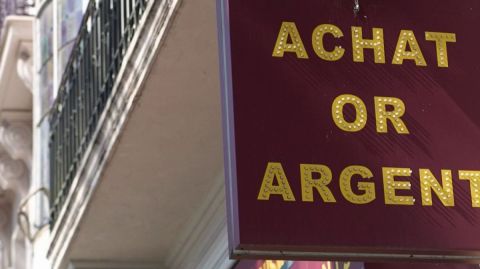 ACHAT
OR
ARGENT